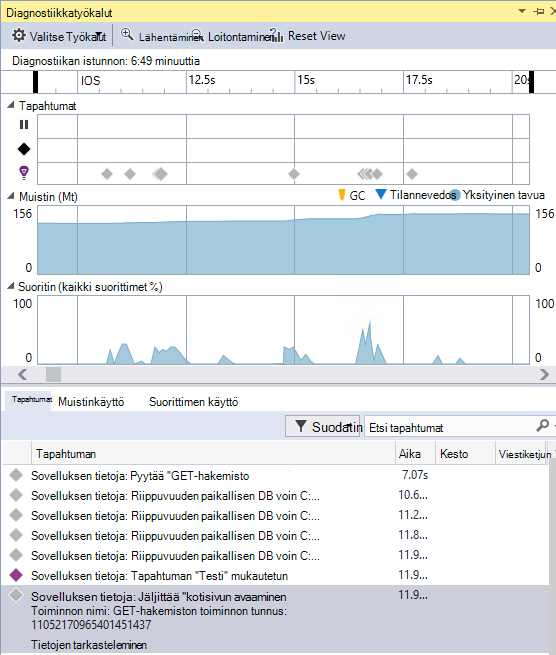 Diagnostiikkatyökalut
Valitse Työkalut Lähentäminen Loitontaminen Reset View
Diagnostiikan istunnon: 6:49 minuuttia
IOS 12.5s 15s 17.5s 20s
Tapahtumat
Muistin (Mt) GC Tilannevedos Yksityinen tavua
156 156
0 0
Suoritin (kaikki suorittimet %)
100 100
0 0
Tapahtumat Muistinkäyttö Suorittimen käyttö
Suodatin Etsi tapahtumat
Tapahtuman Aika Kesto Viestiketjun
Sovelluksen tietoja: Pyytää "GET-hakemisto 7.07s
Sovelluksen tietoja: Riippuvuuden paikallisen DB voin C:... 10.6...
Sovelluksen tietoja: Riippuvuuden paikallisen DB voin C:... 11.2...
Sovelluksen tietoja: Riippuvuuden paikallisen DB voin C:... 11.8...
Sovelluksen tietoja: Riippuvuuden paikallisen DB voin C:... 11.9...
Sovelluksen tietoja: Tapahtuman "Testi" mukautetun 11.9...
Sovelluksen tietoja: Jäljittää "kotisivun avaaminen 11.9...
Toiminnon nimi: GET-hakemiston toiminnon tunnus:
11052170965401451437
Tietojen tarkasteleminen